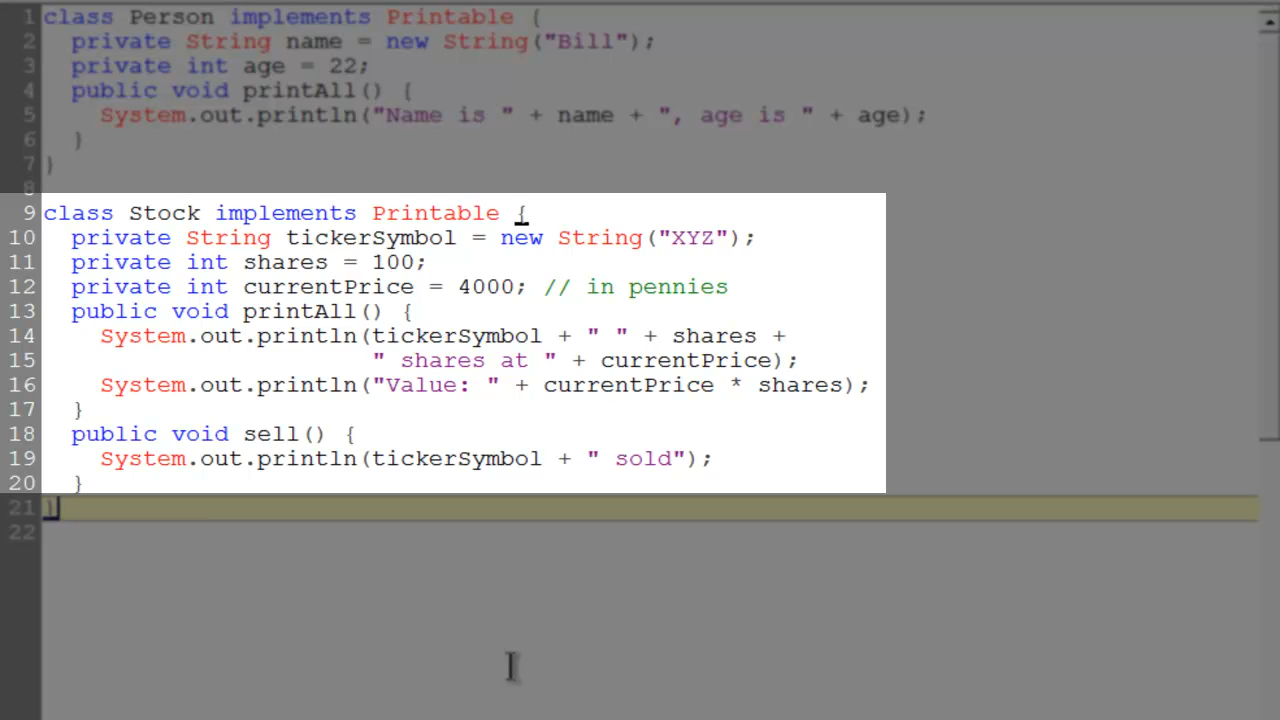 1 class Person implements Printable {
2   private String name = new String("Bill");
3   private int age = 22;
4   public void printAll() {
5     System.out.println("Name is " + name + ", age is " + age);
6   }
7 }
8
9 class Stock implements Printable {
10   private String tickerSymbol = new String("XYZ");
11   private int shares = 100;
12   private int currentPrice = 4000; // in pennies
13   public void printAll() {
14     System.out.println(tickerSymbol + " " + shares +
15                        " shares at " + currentPrice);
16     System.out.println("Value: " + currentPrice * shares);
17   }
18   public void sell() {
19     System.out.println(tickerSymbol + " sold");
20   }
21 }
22